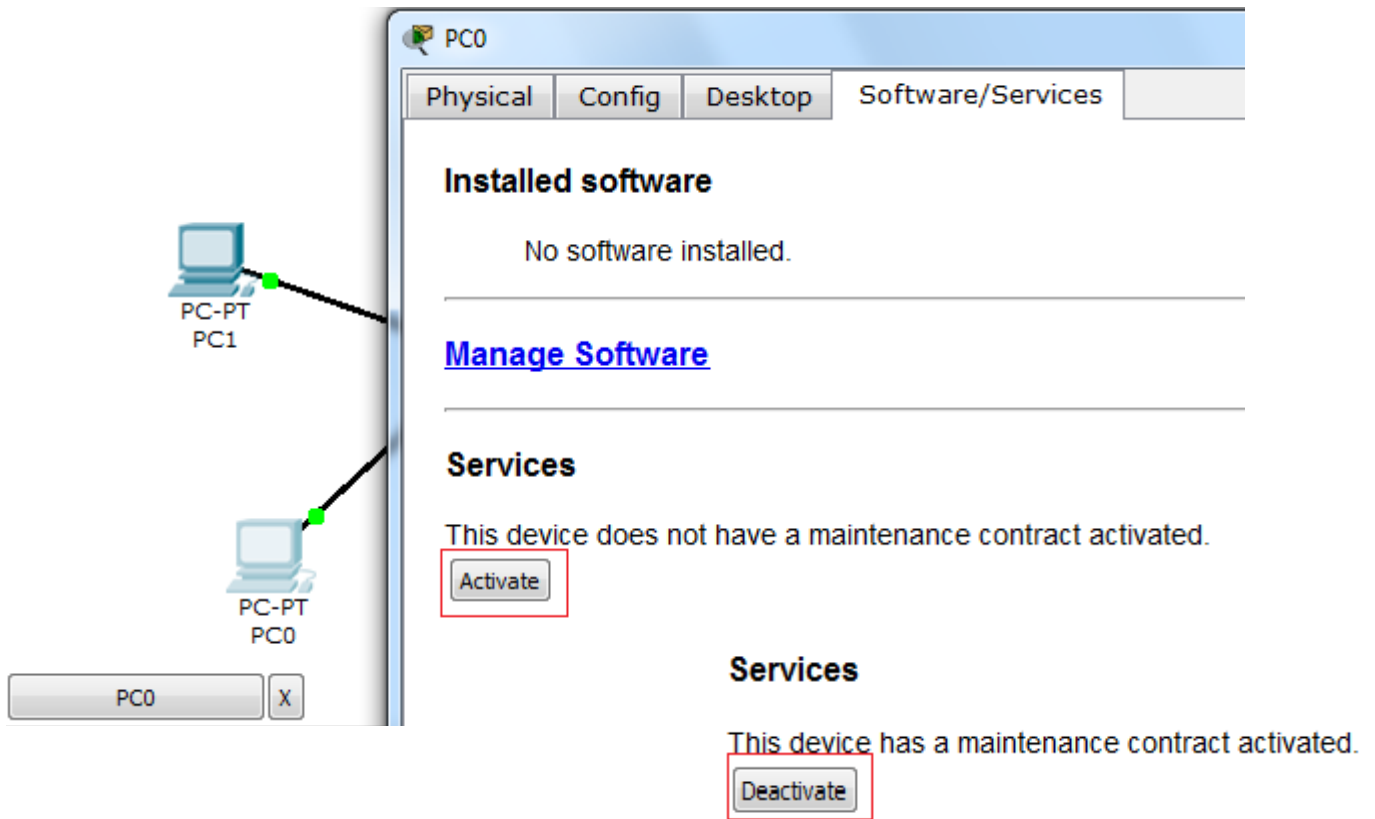 PC0
Physical Config Desktop Software/Services
Installed software
No software installed.
PC-PT
PC1
Manage Software
Services
This device does not have a maintenance contract activated.
Activate
PC-PT
PC0
PC0 X
Services
This device has a maintenance contract activated.
Deactivate